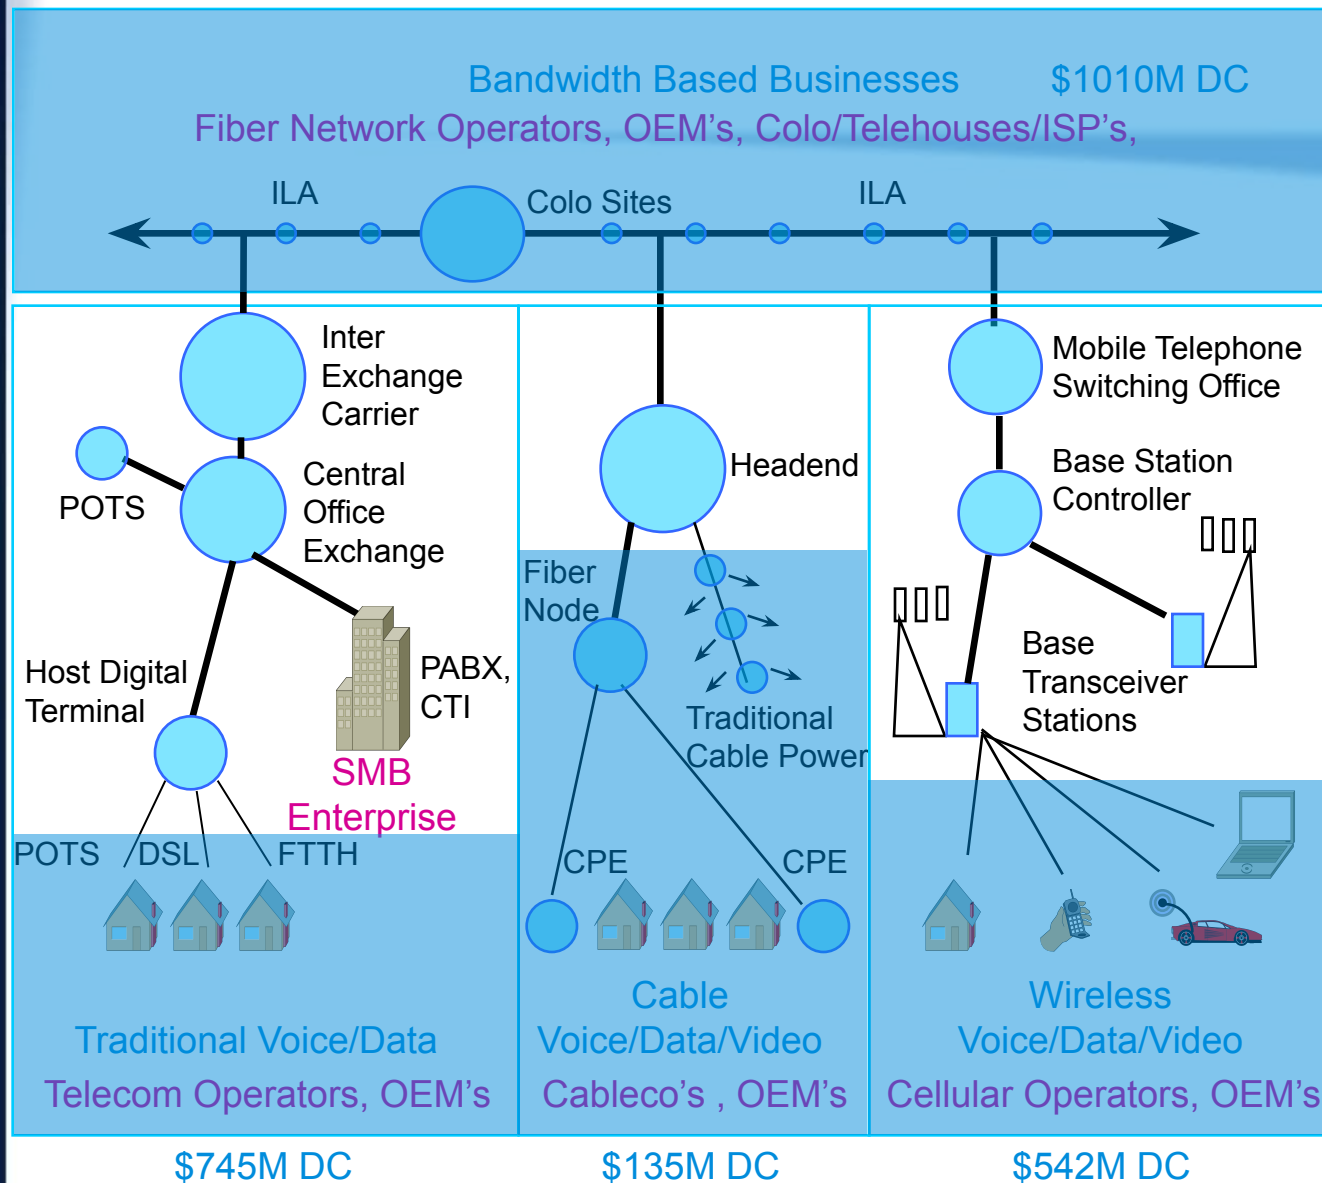 Bandwidth Based Businesses $1010M DC
Fiber Network Operators, OEM's, Colo/Telehouses/ISP's,
ILA
Colo Sites
ILA
Inter
Exchange
Carrier
POTS
Central
Office
Exchange
Host Digital
Terminal
PABX,
CTI
SMB
Enterprise
POTS DSL FTTH
Traditional Voice/Data
Telecom Operators, OEM's
$745M DC
Headend
Fiber
Node
Traditional
Cable Power
CPE
CPE
Cable
Voice/Data/Video
Cableco's , OEM's
$135M DC
Mobile Telephone
Switching Office
Base Station
Controller
Base
Transceiver
Stations
Wireless
Voice/Data/Video
Cellular Operators, OEM's
$542M DC